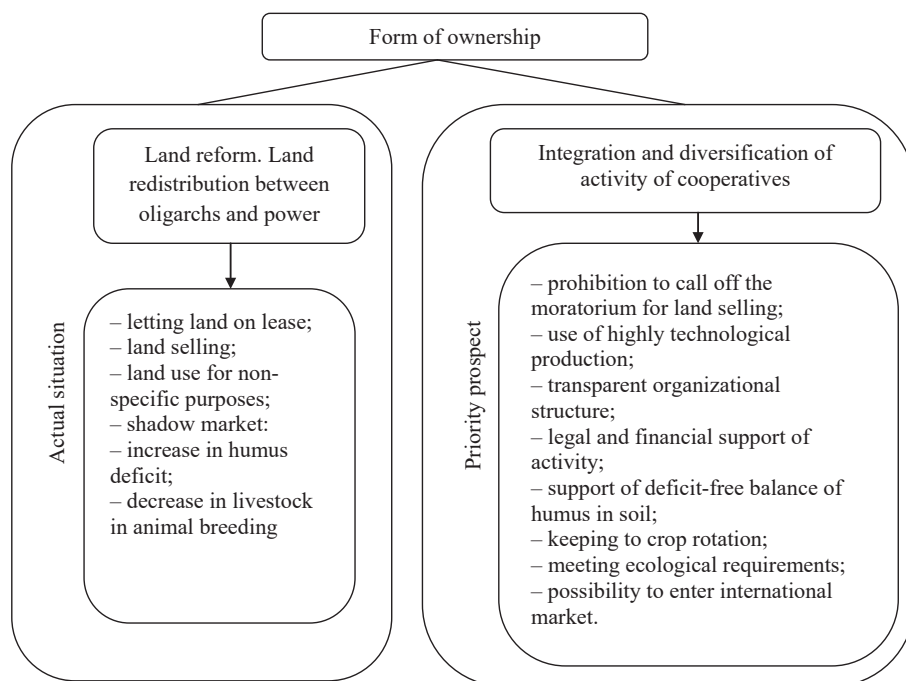 Form of ownership
Actual situation
Land reform. Land
redistribution between
oligarchs and power
– letting land on lease;
– land selling;
– land use for non-
specific purposes;
– shadow market:
– increase in humus
deficit;
– decrease in livestock
in animal breeding
Priority prospect
Integration and diversification of
activity of cooperatives
– prohibition to call off the
moratorium for land selling;
– use of highly technological
production;
– transparent organizational
structure;
– legal and financial support of
activity;
– support of deficit-free balance of
humus in soil;
– keeping to crop rotation;
– meeting ecological requirements;
– possibility to enter international
market.